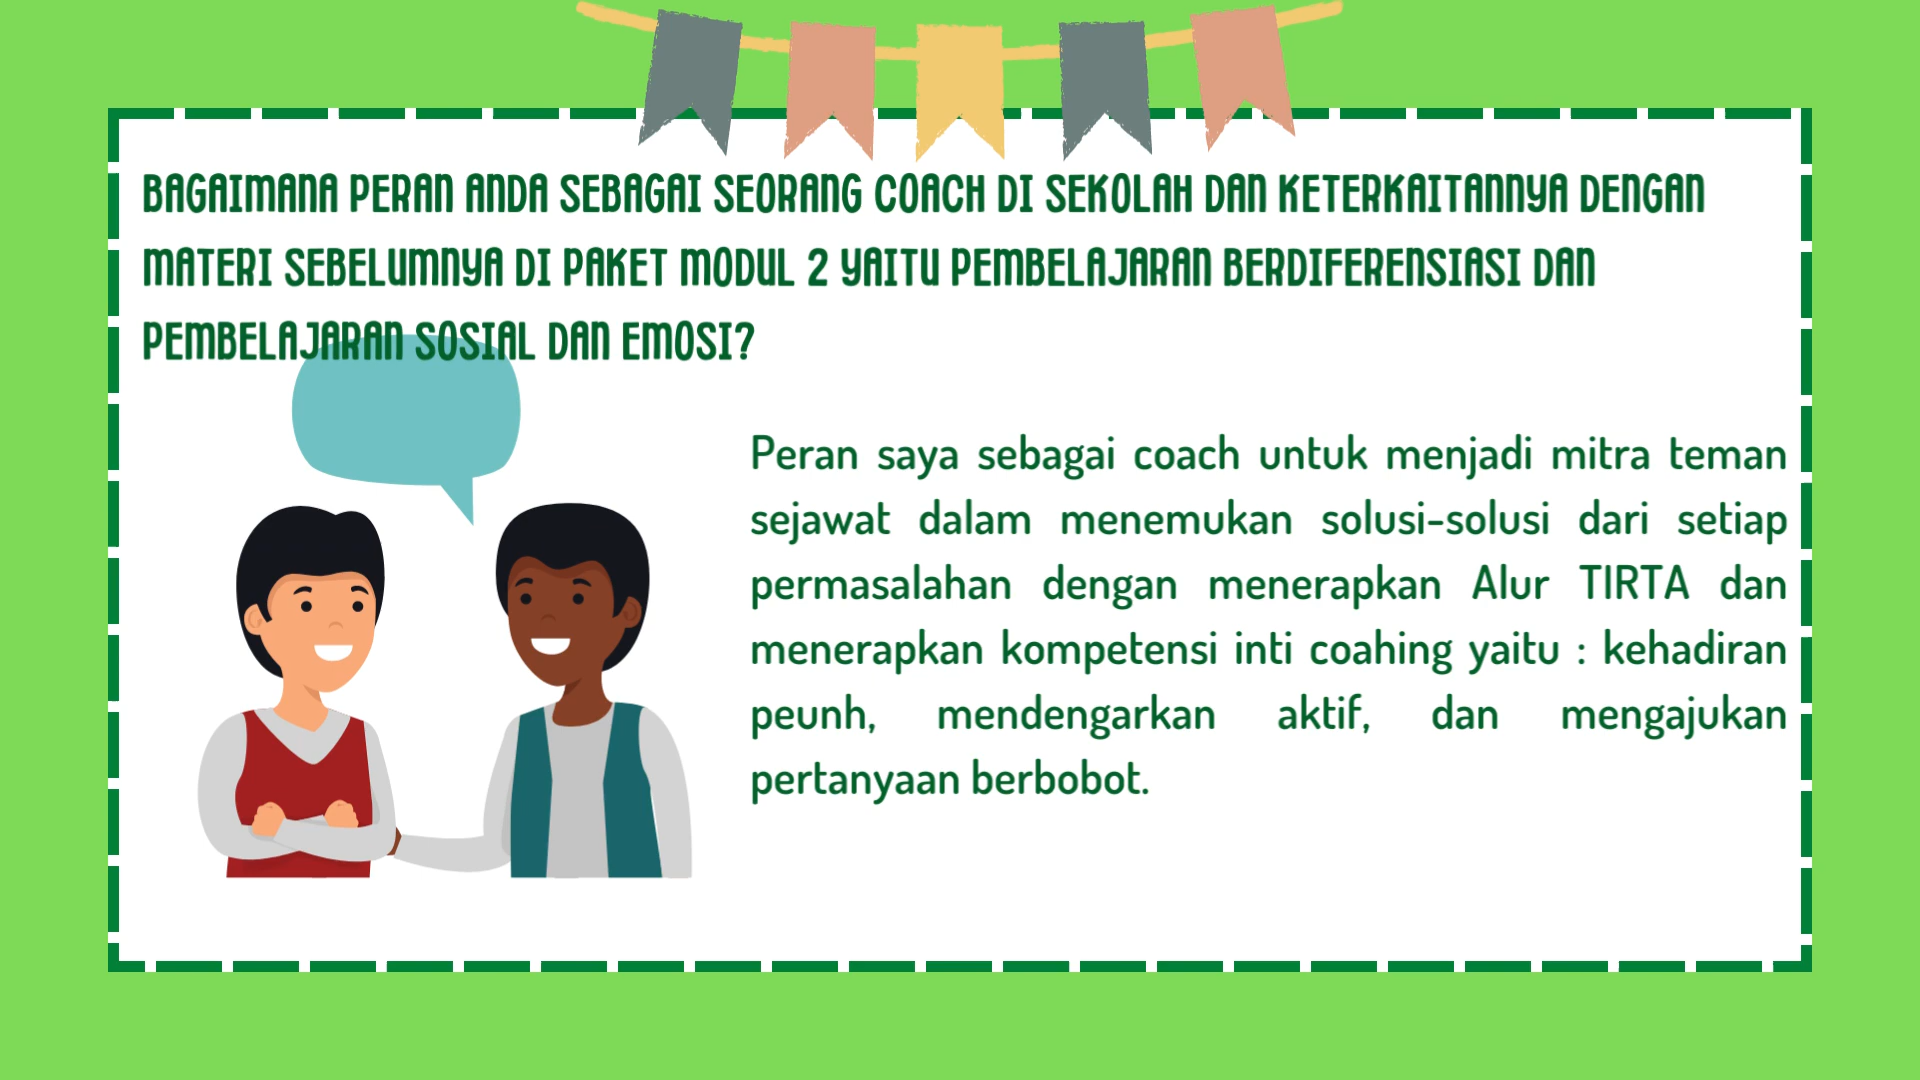 BAGAIMANA PERAN ANDA SEBAGAI SEORANG COACH DI SEKOLAH DAN KETERKAITANNYA DENGAN
MATERI SEBELUMNYA DI PAKET MODUL 2 YAITU PEMBELAJARAN BERDIFERENSIASI DAN
PEMBELAJARAN SOSIAL DAN EMOSI?
Peran saya sebagai coach untuk menjadi mitra teman
sejawat dalam menemukan solusi-solusi dari setiap
permasalahan dengan menerapkan Alur TIRTA dan
menerapkan kompetensi inti coahing yaitu : kehadiran
peunh, mendengarkan aktif, dan mengajukan
pertanyaan berbobot.